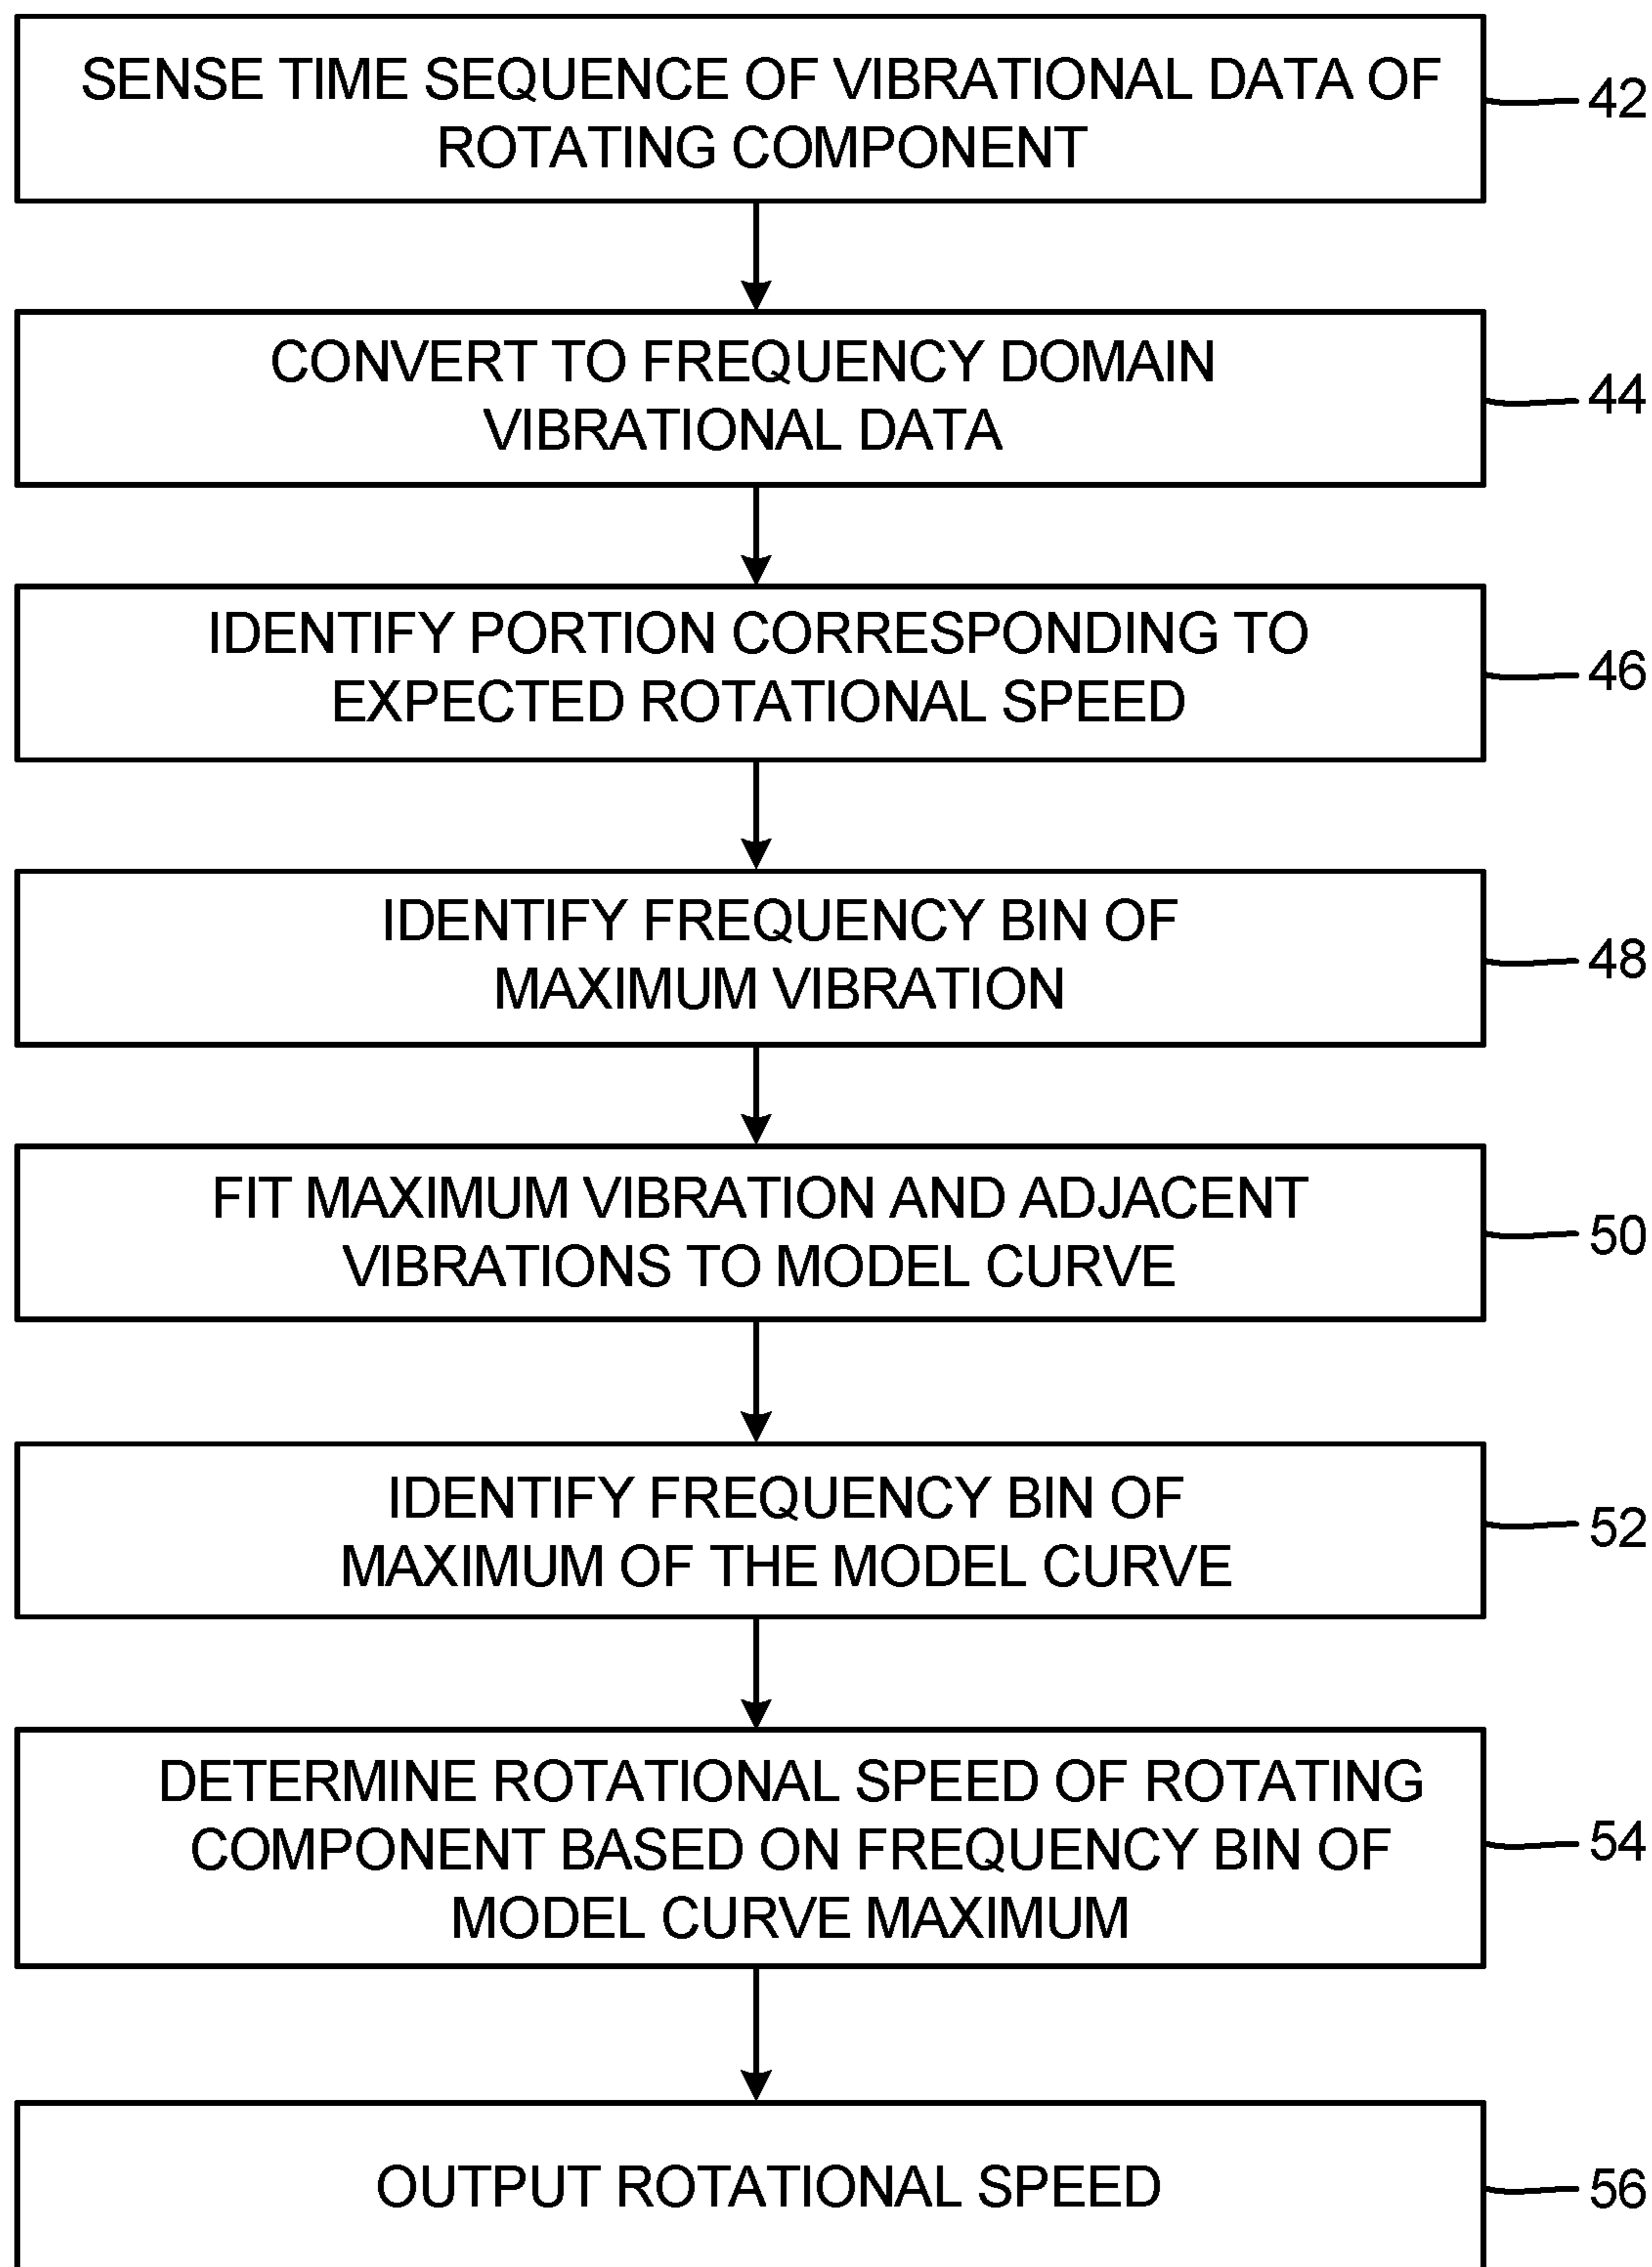 SENSE TIME SEQUENCE OF VIBRATIONAL DATA OF
ROTATING COMPONENT
42
CONVERT TO FREQUENCY DOMAIN
VIBRATIONAL DATA
44
IDENTIFY PORTION CORRESPONDING TO
EXPECTED ROTATIONAL SPEED
46
IDENTIFY FREQUENCY BIN OF
MAXIMUM VIBRATION
48
FIT MAXIMUM VIBRATION AND ADJACENT
VIBRATIONS TO MODEL CURVE
50
IDENTIFY FREQUENCY BIN OF
MAXIMUM OF THE MODEL CURVE
52
DETERMINE ROTATIONAL SPEED OF ROTATING
COMPONENT BASED ON FREQUENCY BIN OF
MODEL CURVE MAXIMUM
54
OUTPUT ROTATIONAL SPEED
56